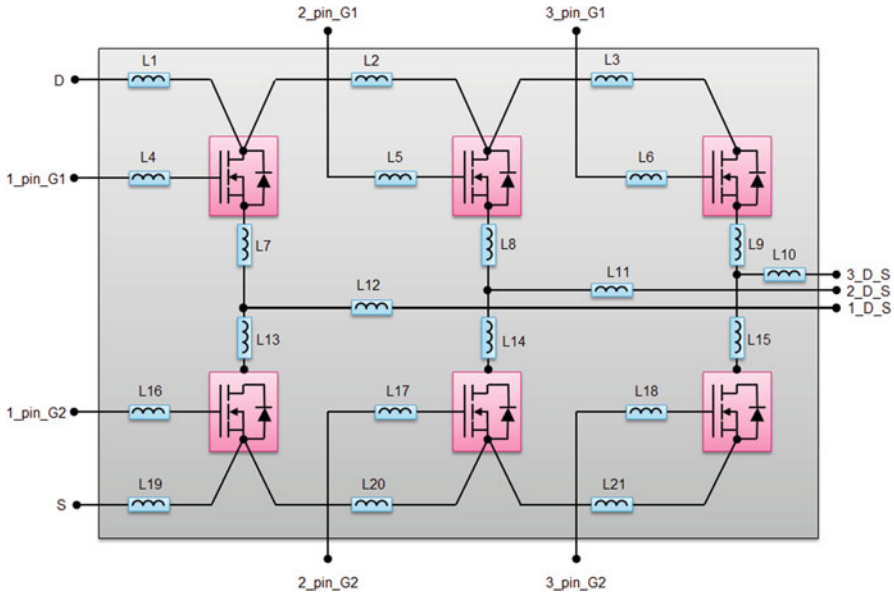 2_pin_G1
3_pin_G1
L1
L2
L3
D
L4
L5
L6
1_pin_G1
L7
L8
L9
L10
3_D_S
L11
2_D_S
L12
1_D_S
L13
L14
L15
L16
L17
L18
1_pin_G2
L19
L20
L21
S
2_pin_G2
3_pin_G2